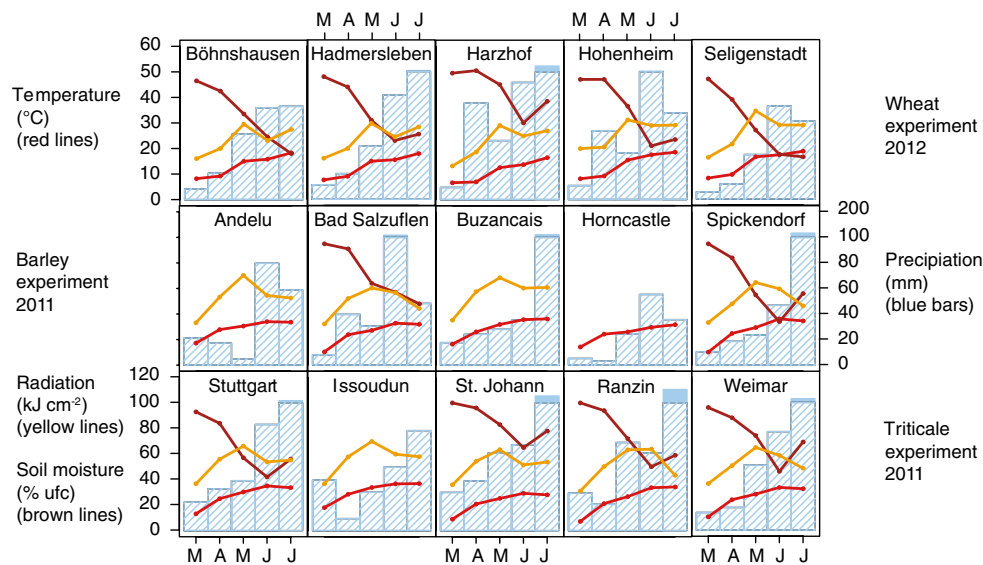 M A M J J M A M J J
60
50
40
30
20
10
0
Temperature
(°C)
(red lines)
Böhnshausen Hadmersleben Harzhof Hohenheim Seligenstadt
Wheat
experiment
2012
Barley
experiment
2011
Andelu Bad Salzuflen Buzancais Horncastle Spickendorf
200
100
80
60
40
20
0
Precipiation
(mm)
(blue bars)
Radiation
(kJ cm⁻²)
(yellow lines)
Soil moisture
(% ufc)
(brown lines)
120
100
80
60
40
20
0
Stuttgart Issoudun St. Johann Ranzin Weimar
Triticale
experiment
2011
M A M J J M A M J J M A M J J